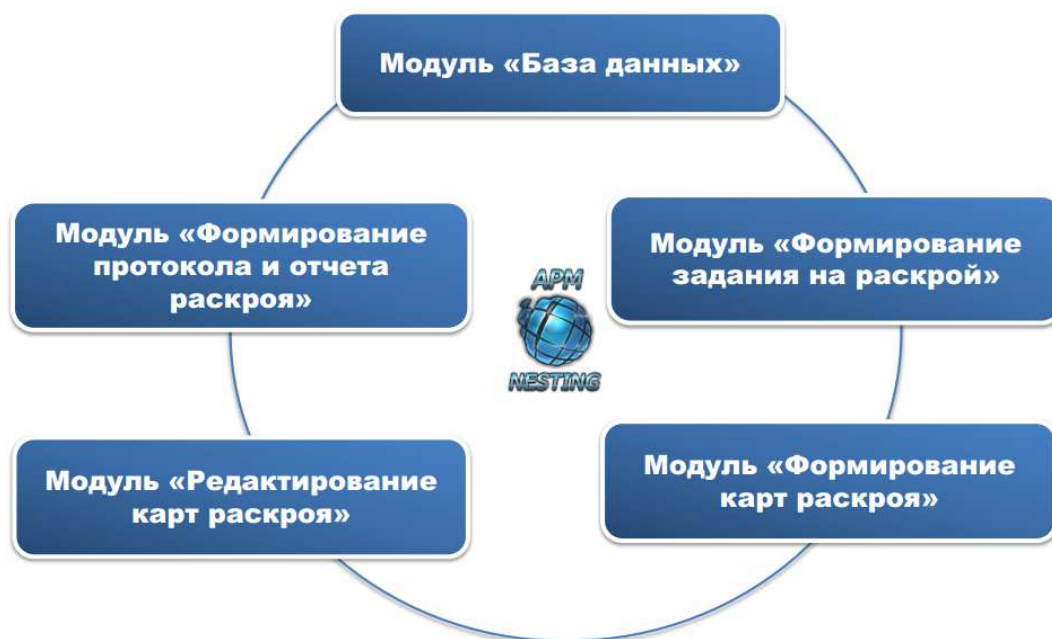 Модуль «База данных»
Модуль «Формирование
протокола и отчета
раскроя»
Модуль «Формирование
задания на раскрой»
APM
NESTING
Модуль «Редактирование
карт раскроя»
Модуль «Формирование
карт раскроя»